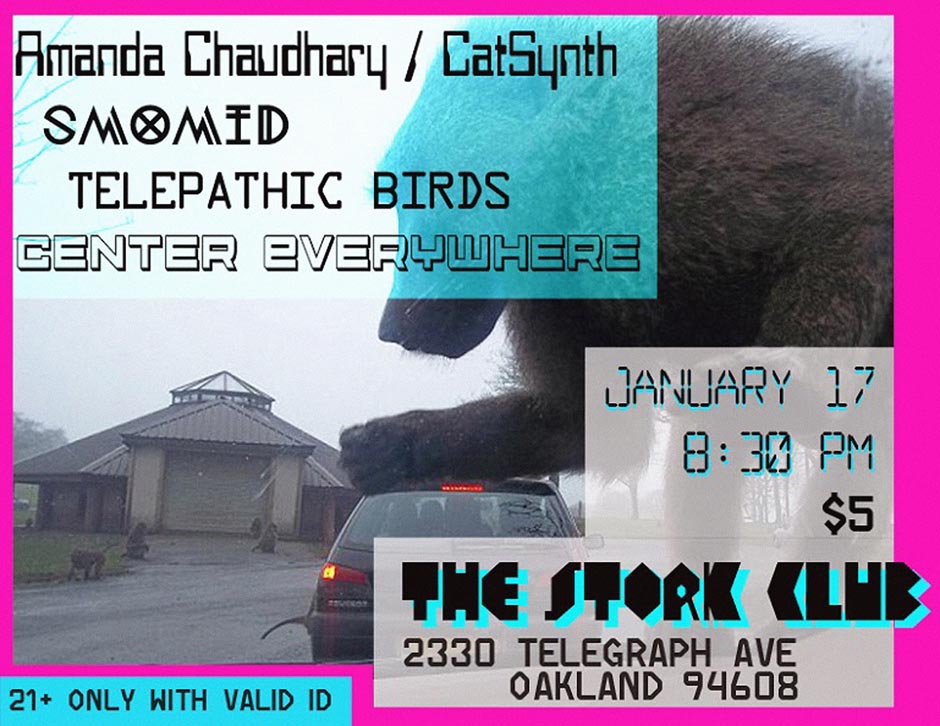 Amanda Chaudhary / CatSynth
SMOMID
TELEPATHIC BIRDS
CENTER EVERYWHERE
JANUARY 17
8:30 PM
$5
THE STORK CLUB
2330 TELEGRAPH AVE
OAKLAND 94608
21+ ONLY WITH VALID ID